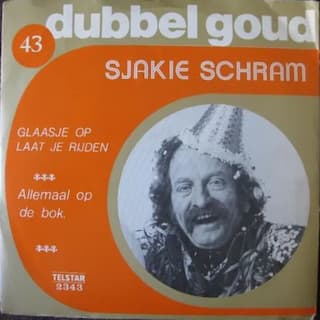 43
dubbel goud
SJAKIE SCHRAM
GLAASJE OP
LAAT JE RIJDEN
Allemaal op
de bok.
TELSTAR
2343